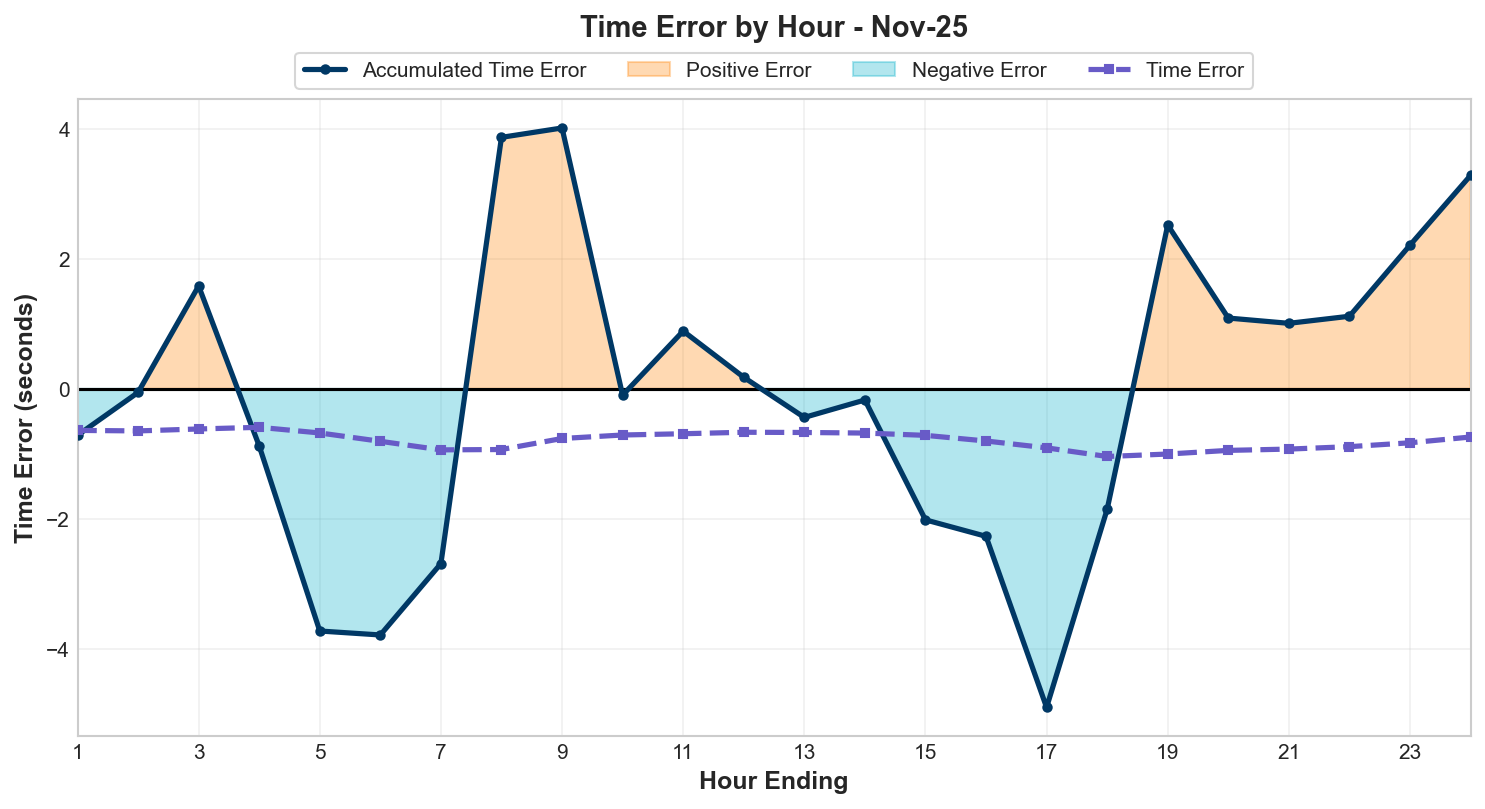 Time Error by Hour - Nov-25
Accumulated Time Error Positive Error Negative Error Time Error
Time Error (seconds)
4
2
0
−2
−4
1 3 5 7 9 11 13 15 17 19 21 23
Hour Ending